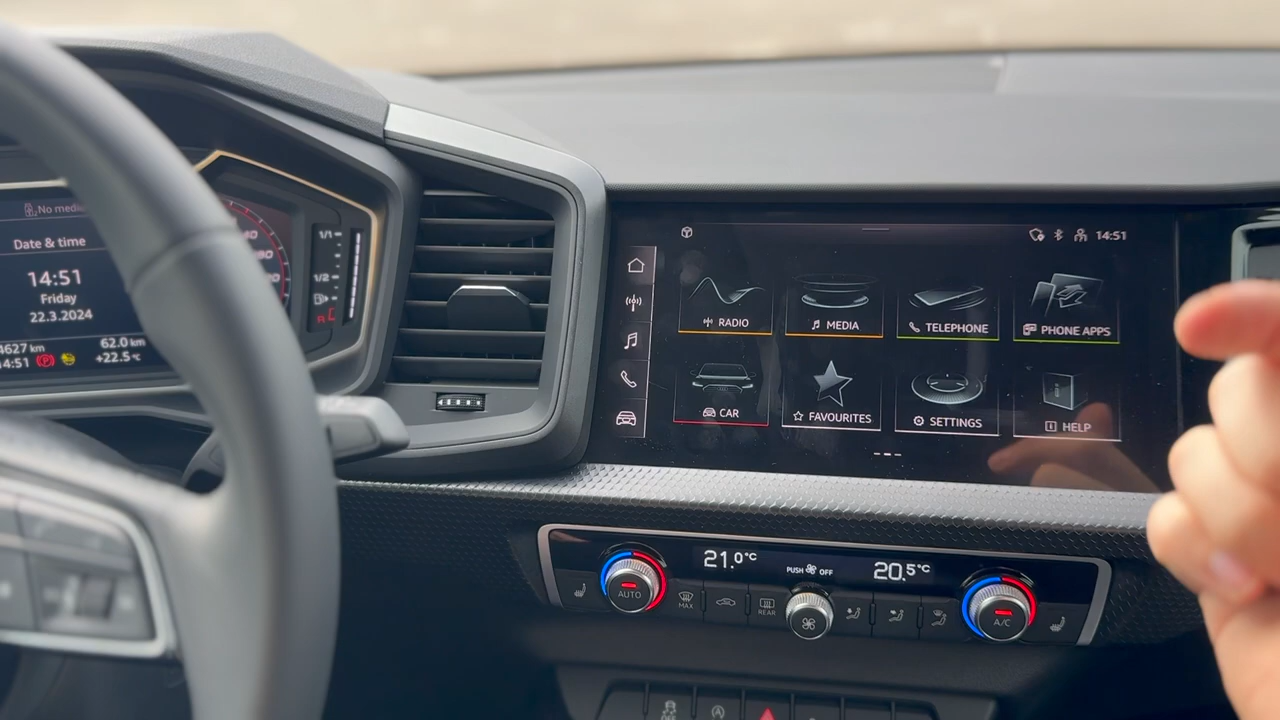 No media
Date & time
14:51
Friday
22.3.2024
4627 km
62.0 km
14:51
+22.5 °C
1/1
1/2
R
14:51
RADIO
MEDIA
TELEPHONE
PHONE APPS
CAR
FAVOURITES
SETTINGS
HELP
21.0°C
PUSH OFF
20.5°C
AUTO
MAX
REAR
A/C